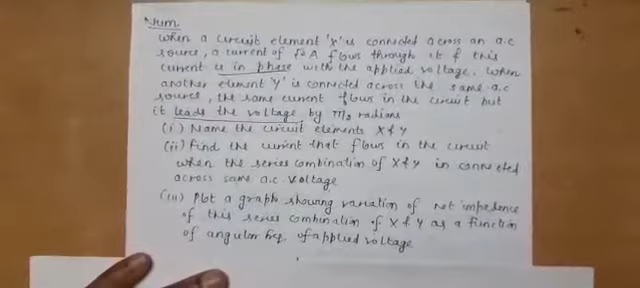 Num
When a circuit element 'x' is connected across an a.c
source, a current of √2 A flows through it & this
current is in phase with the applied voltage. When
another element 'Y' is connected across the same a.c
source, the same current flows in the circuit but
it leads the voltage by π/2 radians
(i) Name the circuit elements X & Y
(ii) Find the current that flows in the circuit
when the series combination of X & Y in connected
across same a.c voltage
(iii) Plot a graph showing variation of net impedence
of this series combination of X & Y as a function
of angular freq. of applied voltage